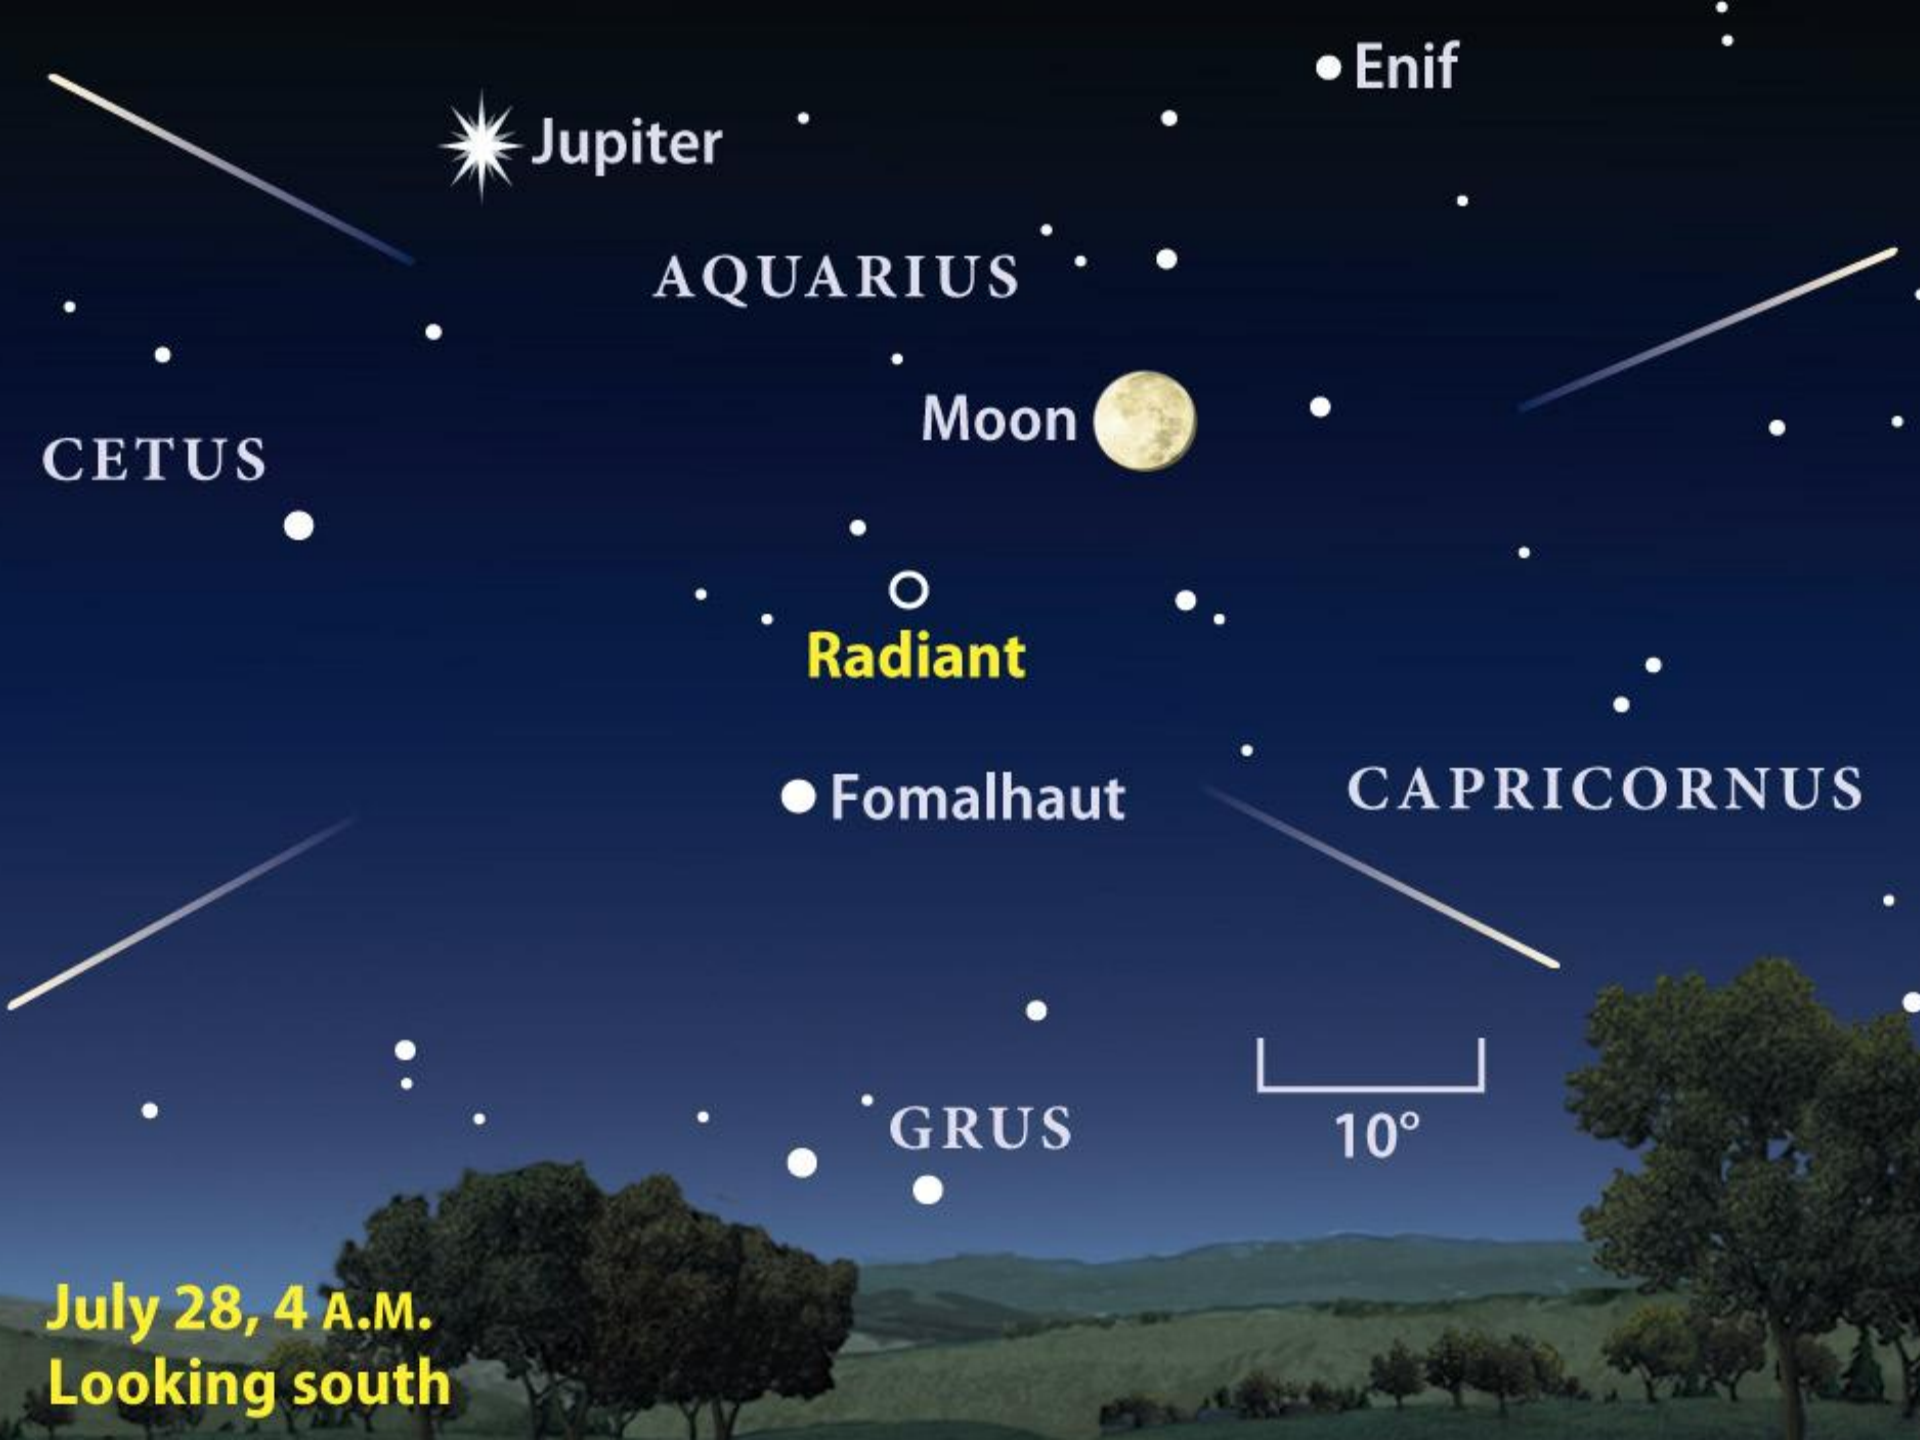 Enif
Jupiter
AQUARIUS
Moon
CETUS
Radiant
Fomalhaut
CAPRICORNUS
GRUS
10°
July 28, 4 A.M.
Looking south